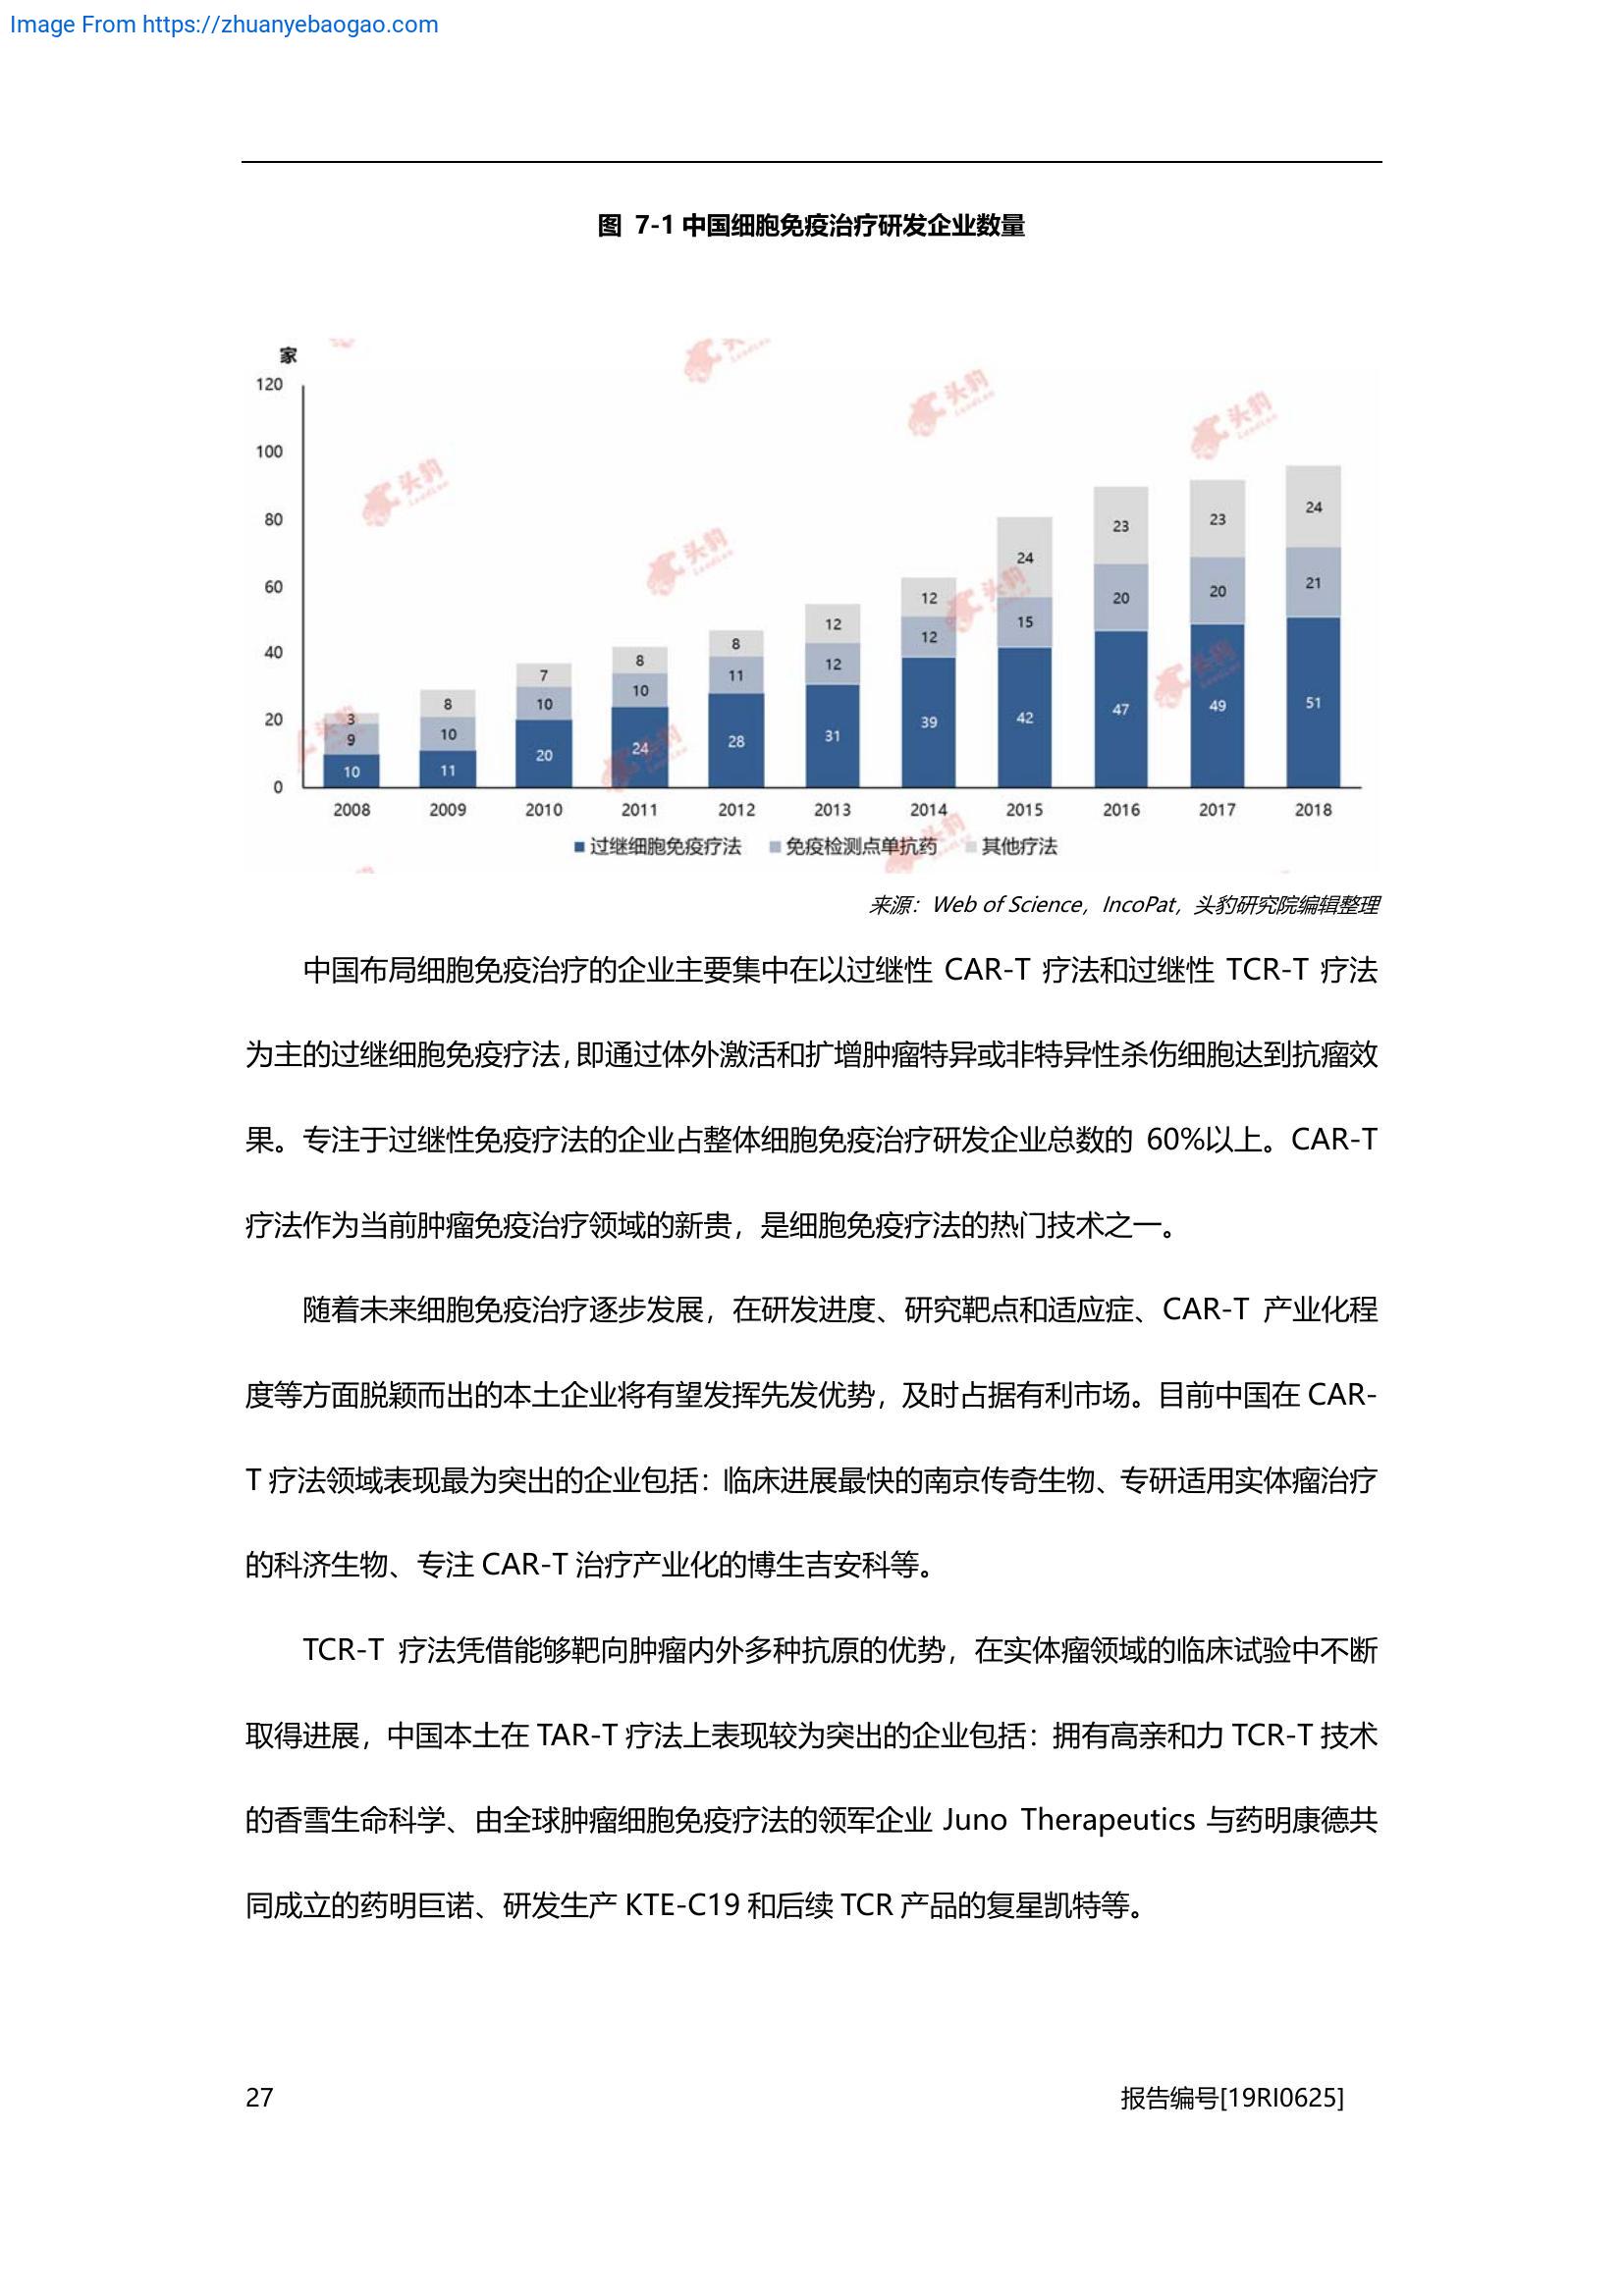 Image From https://zhuanyebaogao.com
图 7-1 中国细胞免疫治疗研发企业数量
家
120
100
80
60
40
20
0
3 8 7 8 8 12 12 24 23 23 24
9 10 10 10 11 12 12 15 20 20 21
10 11 20 24 28 31 39 42 47 49 51
2008 2009 2010 2011 2012 2013 2014 2015 2016 2017 2018
过继细胞免疫疗法 免疫检测点单抗药 其他疗法
头豹
LeadLeo
来源：Web of Science，IncoPat，头豹研究院编辑整理
中国布局细胞免疫治疗的企业主要集中在以过继性 CAR-T 疗法和过继性 TCR-T 疗法
为主的过继细胞免疫疗法，即通过体外激活和扩增肿瘤特异或非特异性杀伤细胞达到抗瘤效
果。专注于过继性免疫疗法的企业占整体细胞免疫治疗研发企业总数的 60%以上。CAR-T
疗法作为当前肿瘤免疫治疗领域的新贵，是细胞免疫疗法的热门技术之一。
随着未来细胞免疫治疗逐步发展，在研发进度、研究靶点和适应症、CAR-T 产业化程
度等方面脱颖而出的本土企业将有望发挥先发优势，及时占据有利市场。目前中国在 CAR-
T 疗法领域表现最为突出的企业包括：临床进展最快的南京传奇生物、专研适用实体瘤治疗
的科济生物、专注 CAR-T 治疗产业化的博生吉安科等。
TCR-T 疗法凭借能够靶向肿瘤内外多种抗原的优势，在实体瘤领域的临床试验中不断
取得进展，中国本土在 TAR-T 疗法上表现较为突出的企业包括：拥有高亲和力 TCR-T 技术
的香雪生命科学、由全球肿瘤细胞免疫疗法的领军企业 Juno Therapeutics 与药明康德共
同成立的药明巨诺、研发生产 KTE-C19 和后续 TCR 产品的复星凯特等。
27 报告编号[19RI0625]